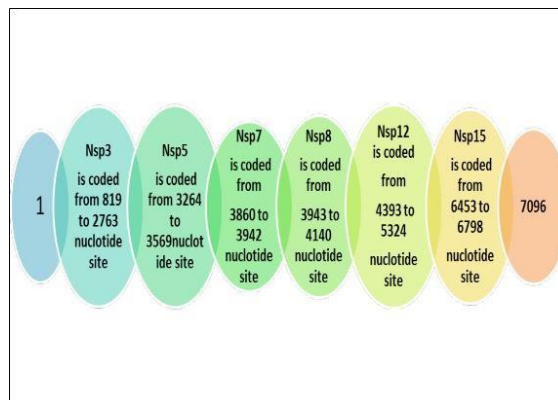 1
Nsp3
is coded
from 819
to 2763
nuclotide
site
Nsp5
is coded
from 3264
to
3569nuclot
ide site
Nsp7
is coded
from
3860 to
3942
nuclotide
site
Nsp8
is coded
from
3943 to
4140
nuclotide
site
Nsp12
is coded
from
4393 to
5324
nuclotide
site
Nsp15
is coded
from
6453 to
6798
nuclotide
site
7096